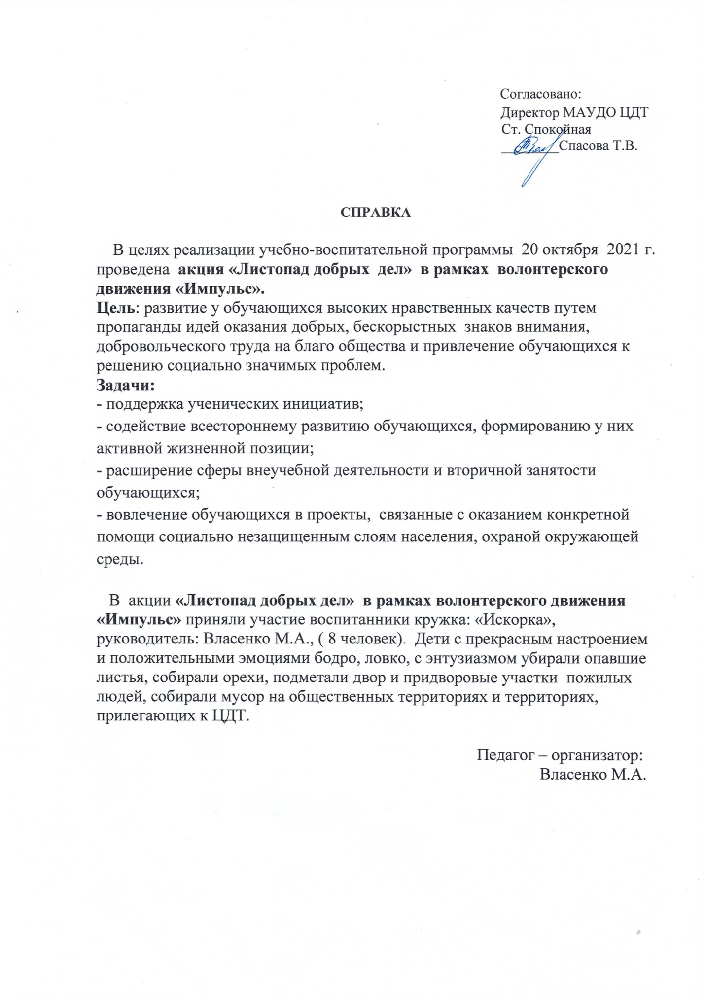 Согласовано:
Директор МАУДО ЦДТ
Ст. Спокойная
________Спасова Т.В.
СПРАВКА
В целях реализации учебно-воспитательной программы 20 октября 2021 г.
проведена акция «Листопад добрых дел» в рамках волонтерского
движения «Импульс».
Цель: развитие у обучающихся высоких нравственных качеств путем
пропаганды идей оказания добрых, бескорыстных знаков внимания,
добровольческого труда на благо общества и привлечение обучающихся к
решению социально значимых проблем.
Задачи:
- поддержка ученических инициатив;
- содействие всестороннему развитию обучающихся, формированию у них
активной жизненной позиции;
- расширение сферы внеучебной деятельности и вторичной занятости
обучающихся;
- вовлечение обучающихся в проекты, связанные с оказанием конкретной
помощи социально незащищенным слоям населения, охраной окружающей
среды.
В акции «Листопад добрых дел» в рамках волонтерского движения
«Импульс» приняли участие воспитанники кружка: «Искорка»,
руководитель: Власенко М.А., ( 8 человек). Дети с прекрасным настроением
и положительными эмоциями бодро, ловко, с энтузиазмом убирали опавшие
листья, собирали орехи, подметали двор и придворовые участки пожилых
людей, собирали мусор на общественных территориях и территориях,
прилегающих к ЦДТ.
Педагог – организатор:
Власенко М.А.